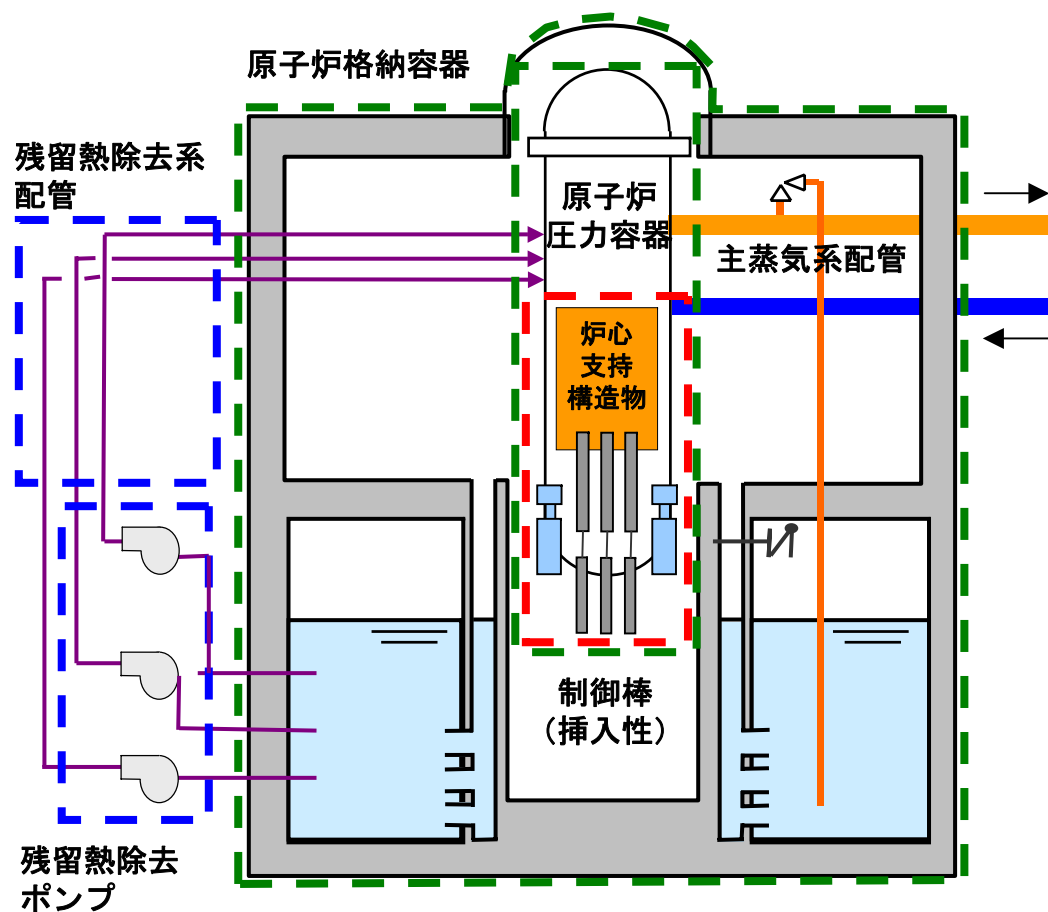 原子炉格納容器
残留熱除去系
配管
原子炉
圧力容器
主蒸気系配管
炉心
支持
構造物
制御棒
（挿入性）
残留熱除去
ポンプ